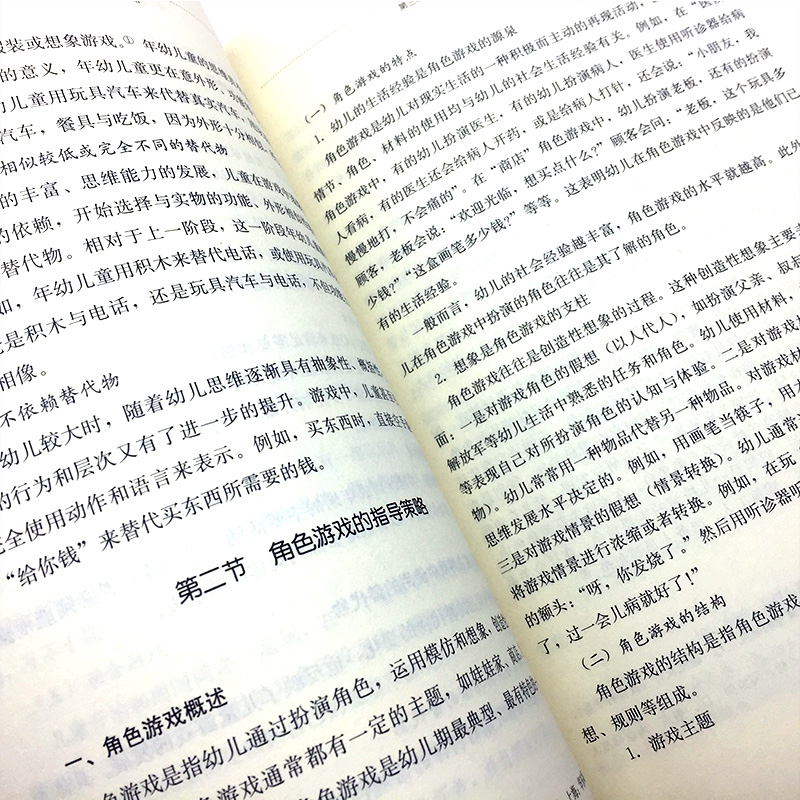 服装或想象游戏。① 年幼儿童的思
的意义，年幼儿童更在意外形、
儿童用玩具汽车来代替真实
汽车，餐具与吃饭，因为外形十分相
相似较低或完全不同的替代物
的丰富、思维能力的发展，儿童在游戏
的依赖，开始选择与实物的功能、外形相
替代物。相对于上一阶段，这一阶段年幼儿
如，年幼儿童用积木来替代电话，或使用玩具
是积木与电话，还是玩具汽车与电话，
相像。
不依赖替代物
幼儿较大时，随着幼儿思维逐渐具有抽象性、
的行为和层次又有了进一步的提升。游戏中，儿童
完全使用动作和语言来表示。例如，买东西时，直接
“给你钱”来替代买东西所需要的钱。
第二节 角色游戏的指导策略
一、角色游戏概述
角色游戏是指幼儿通过扮演角色，运用模仿和想象，创造
角色游戏通常都有一定的主题，如娃娃家、商店
角色游戏是幼儿期最典型、最有特色
（一）角色游戏的特点
1. 幼儿的生活经验是角色游戏的源泉
角色游戏是幼儿对现实生活的一种积极而主动的再现活动，
情节、角色、材料的使用均与幼儿的社会生活经验有关。例如，在“医
角色游戏中，有的幼儿扮演医生，有的幼儿扮演病人，医生使用听诊器给病
人看病，有的医生还会给病人开药，或是给病人打针，还会说：“小朋友，我
慢慢地打，不会痛的”。在“商店”角色游戏中，幼儿扮演老板，还有的扮演
顾客，老板会说：“欢迎光临，想买点什么？”顾客会问：“老板，这个玩具多
少钱？”“这盒画笔多少钱？”等等。这表明幼儿在角色游戏中反映的是他们已
有的生活经验。
一般而言，幼儿的社会经验越丰富，角色游戏的水平就越高。此外
儿在角色游戏中扮演的角色往往是其了解的角色。
2. 想象是角色游戏的支柱
角色游戏往往是创造性想象的过程。这种创造性想象主要
面：一是对游戏角色的假想（以人代人），如扮演父亲、叔叔
解放军等幼儿生活中熟悉的任务和角色。幼儿使用材料，
等表现自己对所扮演角色的认知与体验。二是对游戏
物）。幼儿常常用一种物品代替另一种物品。对游戏材
思维发展水平决定的。例如，用画笔当筷子，用
三是对游戏情景的假想（情景转换）。幼儿通常
将游戏情景进行浓缩或者转换。例如，在玩
的额头：“呀，你发烧了。”然后用听诊器听
了，过一会儿病就好了！”
（二）角色游戏的结构
角色游戏的结构是指角色游戏
想、规则等组成。
1. 游戏主题